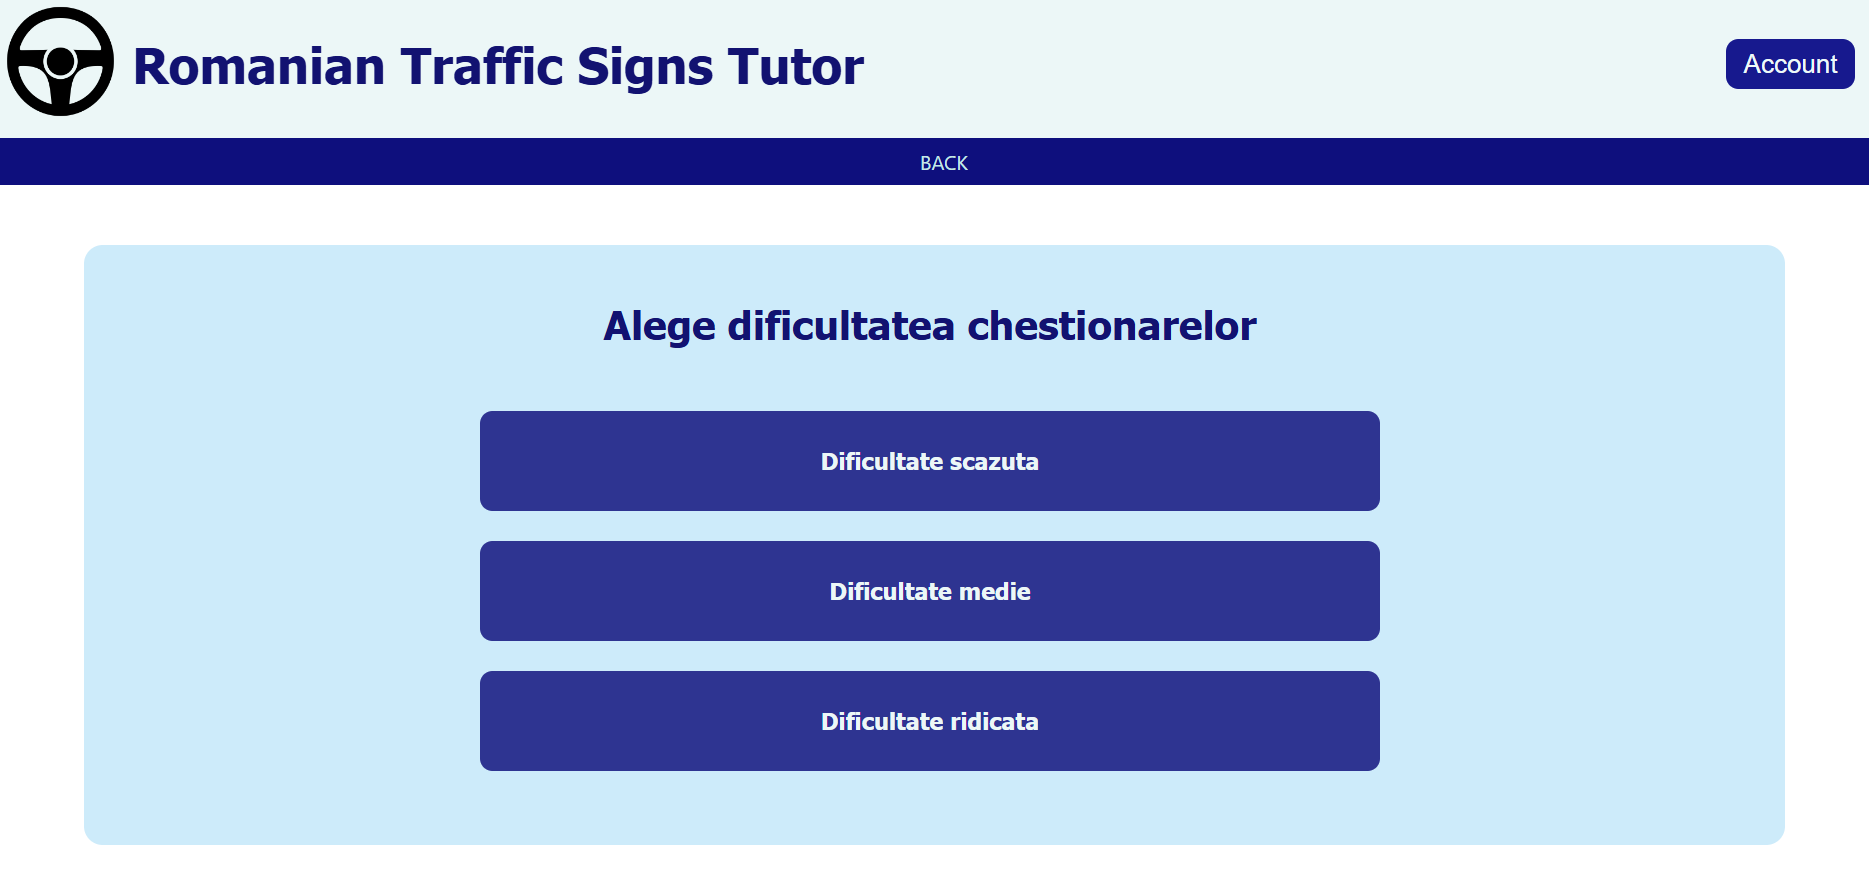 Romanian Traffic Signs Tutor
Account
BACK
Alege dificultatea chestionarelor
Dificultate scazuta
Dificultate medie
Dificultate ridicata